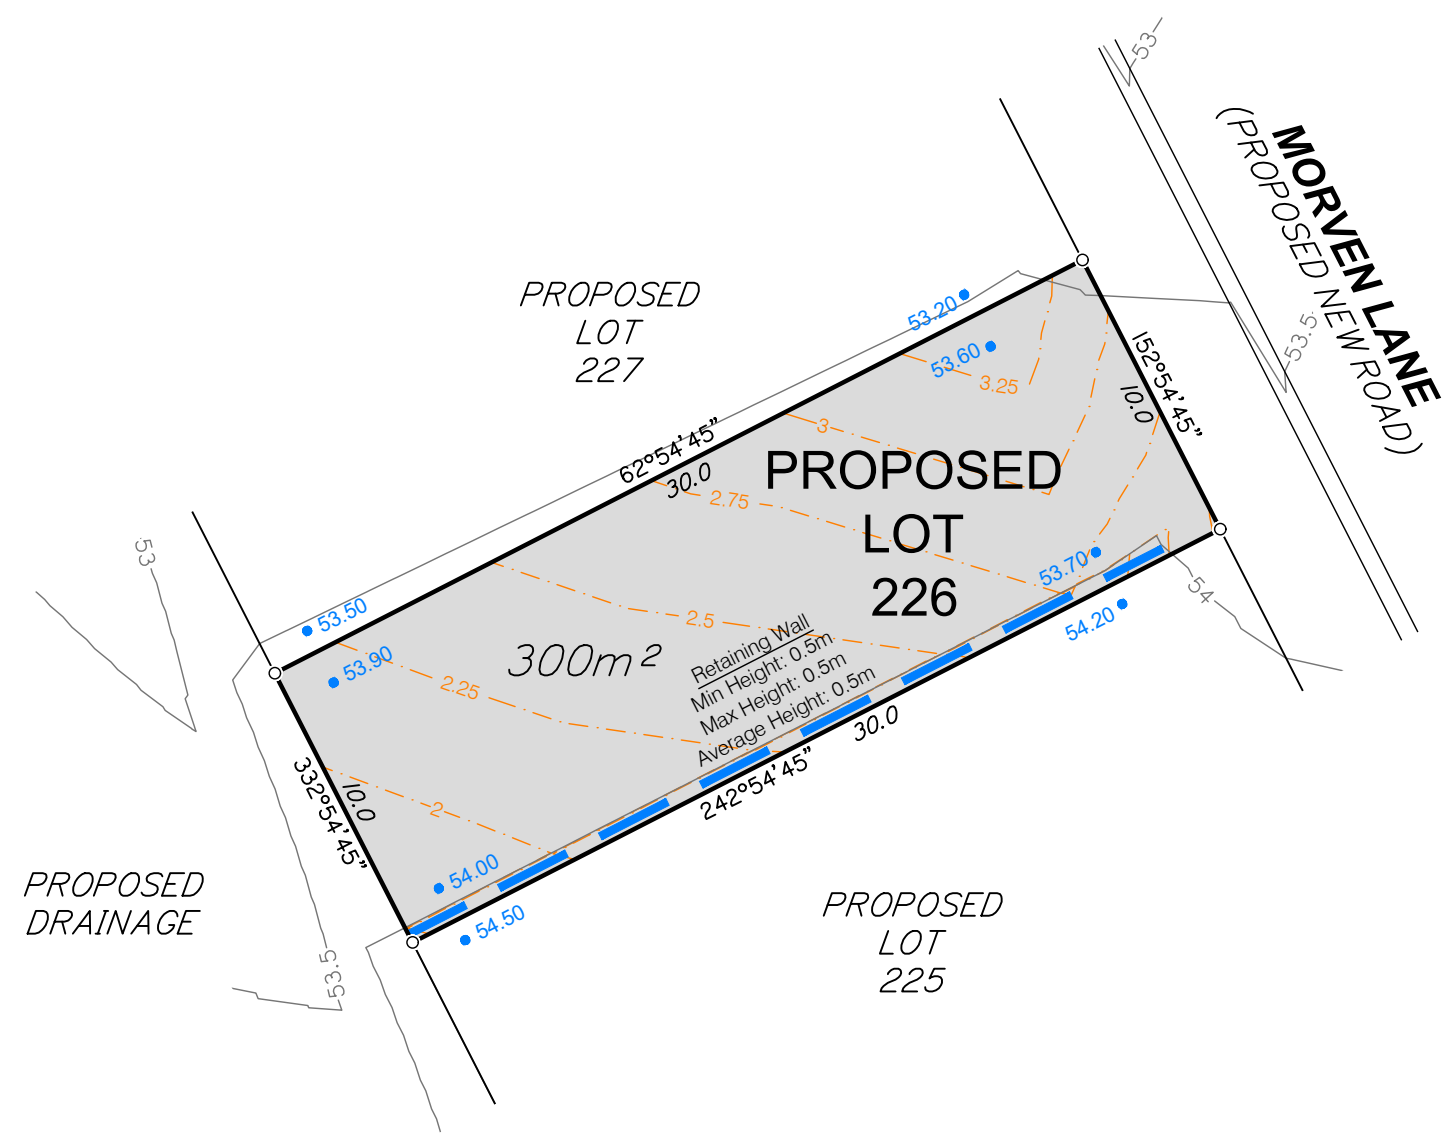 53
MORVEN LANE
(PROPOSED NEW ROAD)
53.5
PROPOSED
LOT
227
53.20
53.60
3.25
152°54'45"
10.0
62°54'45"
30.0
3
2.75
PROPOSED
LOT
226
53
53.50
53.90
2.5
2.25
300m²
53.70
54.20
54
Retaining Wall
Min Height: 0.5m
Max Height: 0.5m
Average Height: 0.5m
30.0
242°54'45"
332°54'45"
10.0
2
54.00
54.50
PROPOSED
DRAINAGE
53.5
PROPOSED
LOT
225